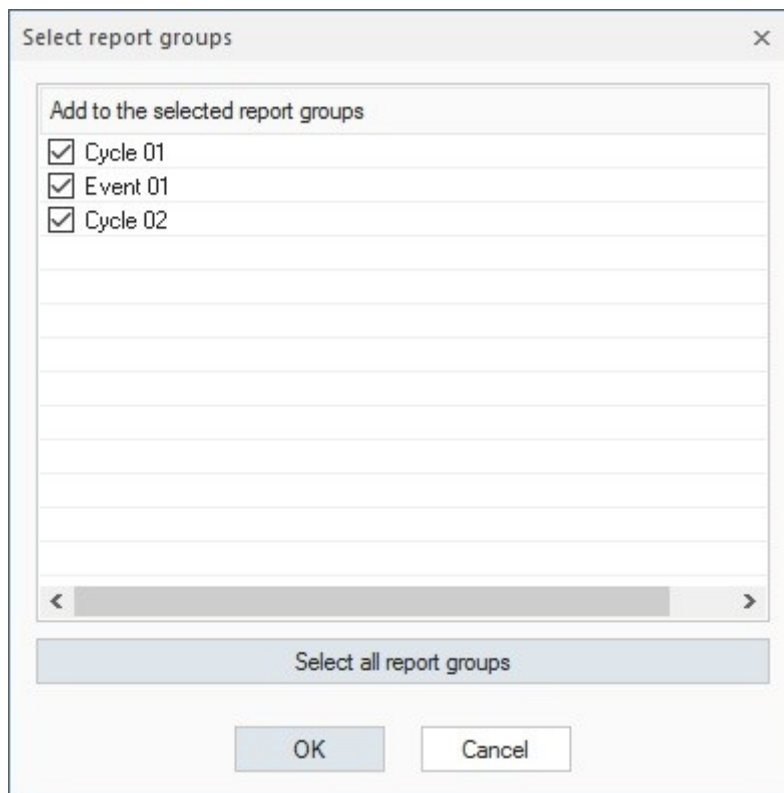 Select report groups
Add to the selected report groups
Cycle 01
Event 01
Cycle 02
Select all report groups
OK
Cancel